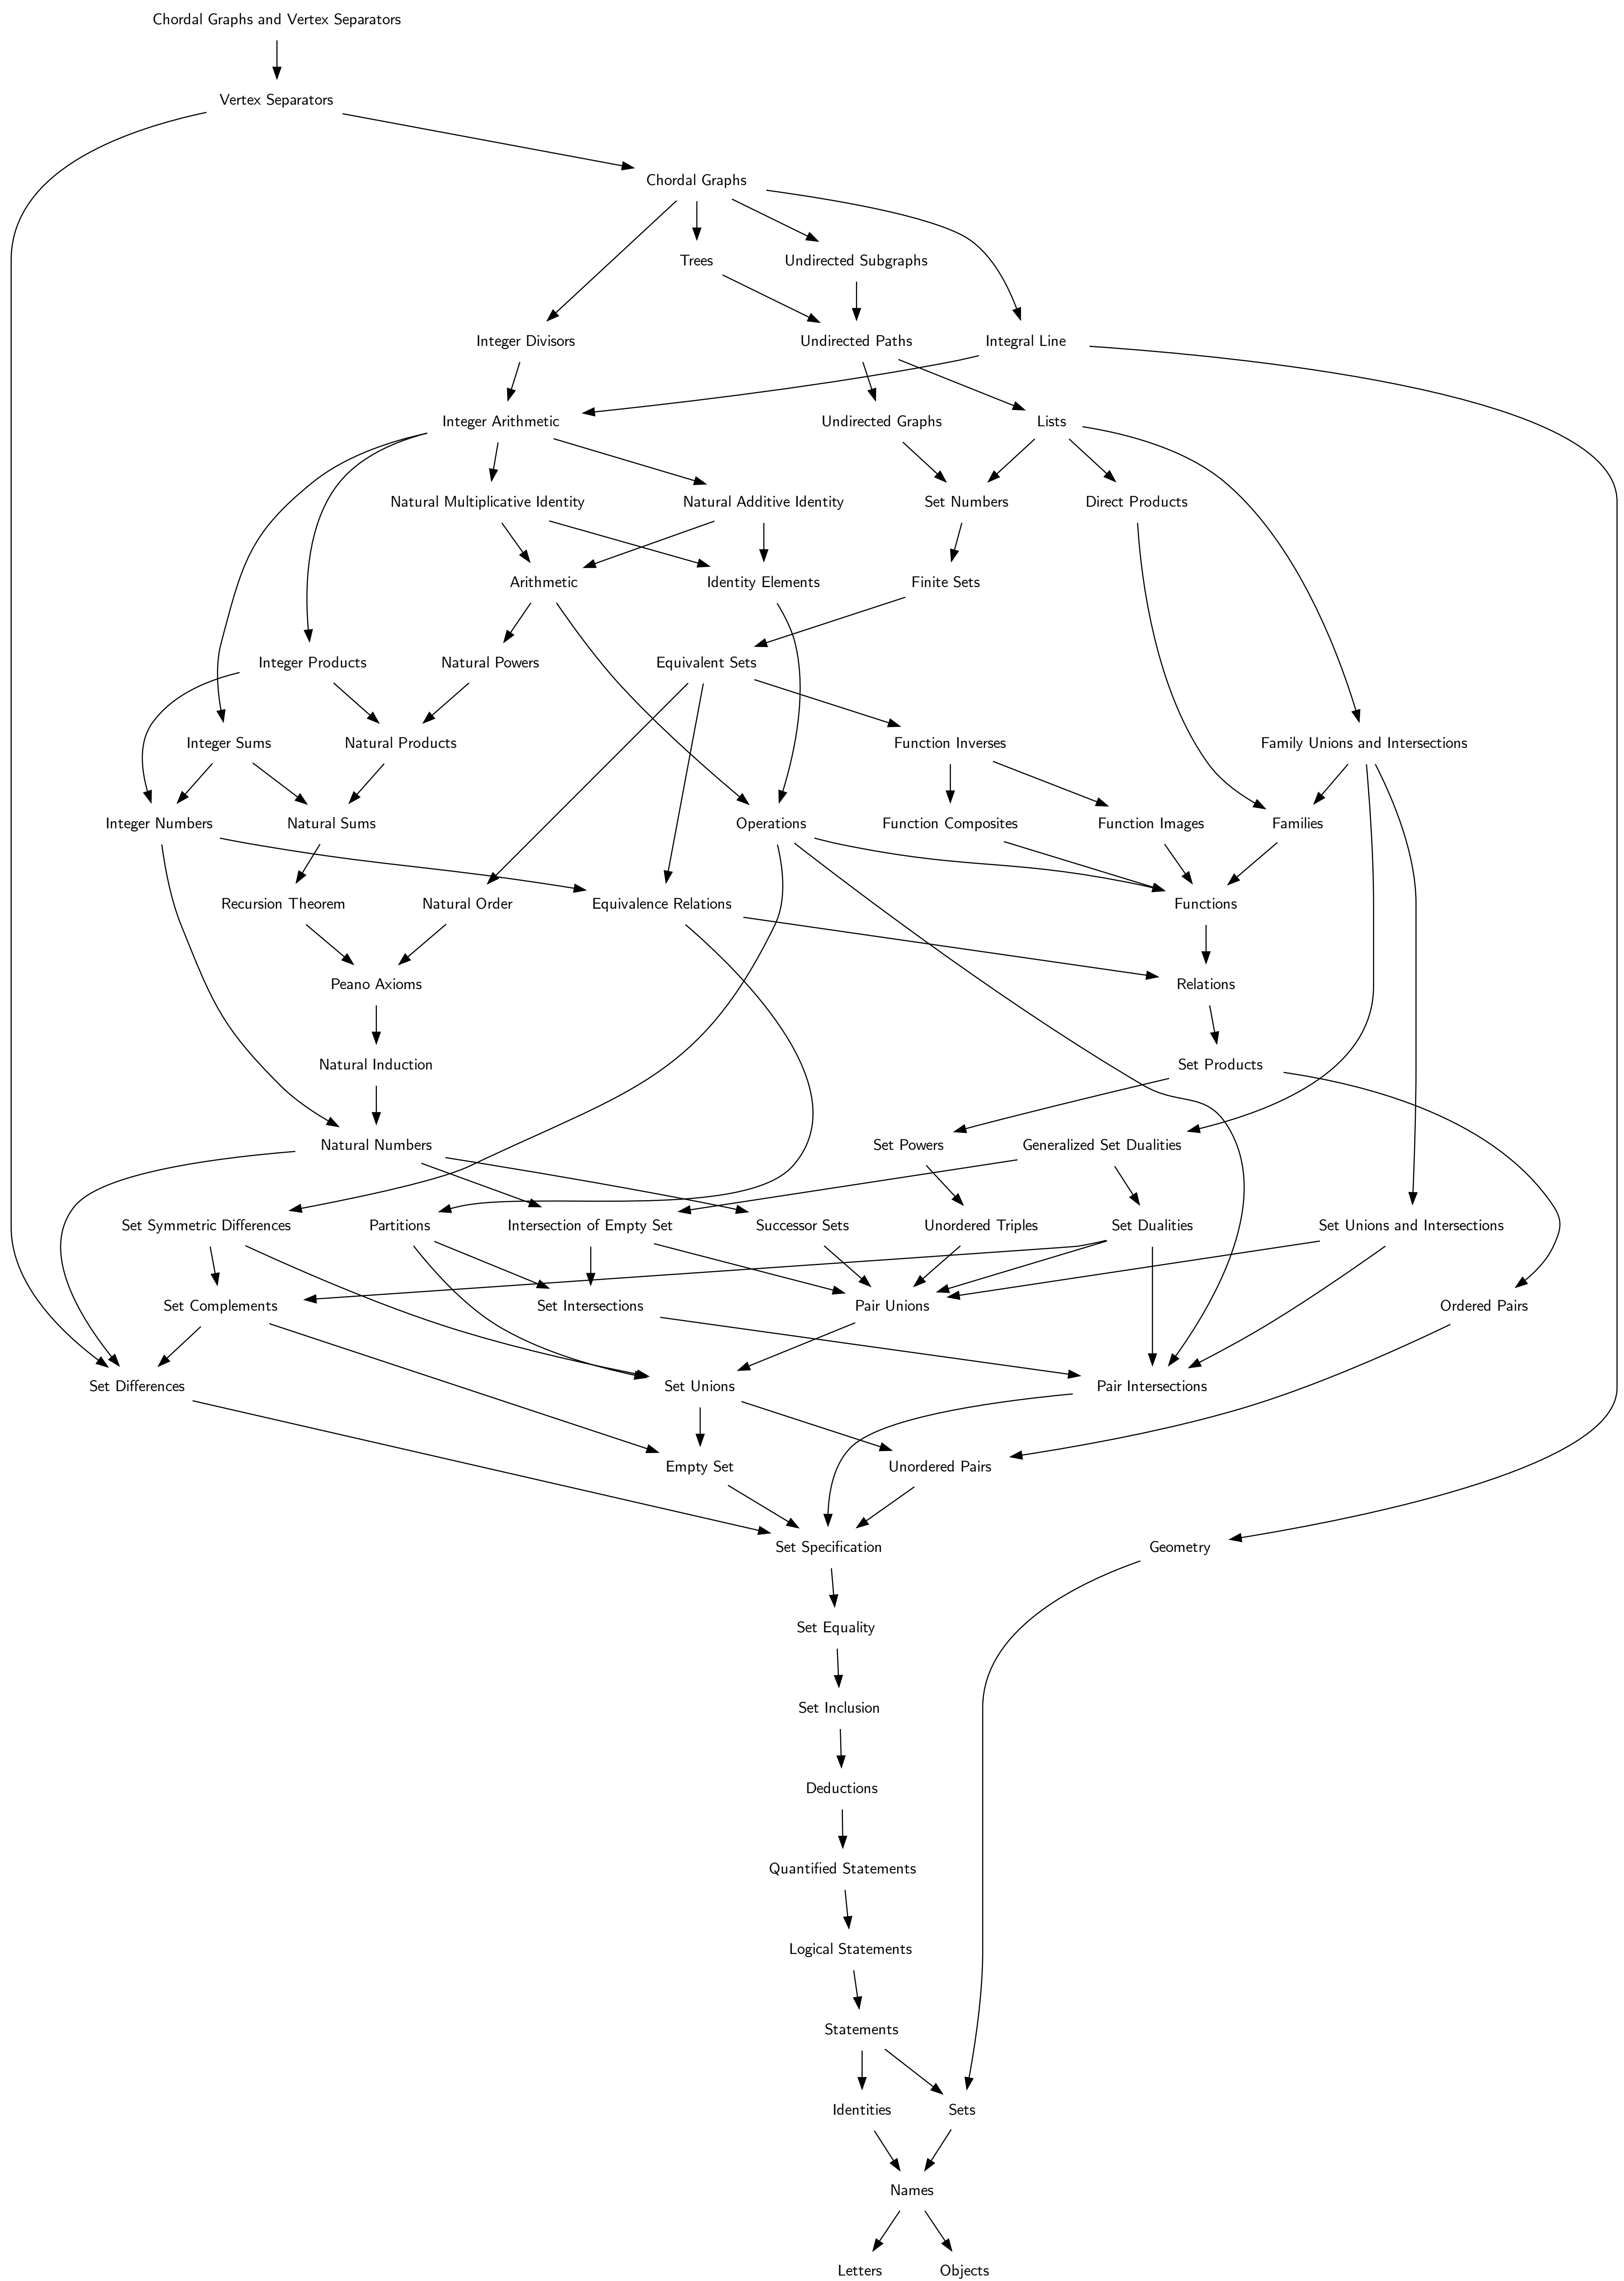 Chordal Graphs and Vertex Separators
Vertex Separators
Chordal Graphs
Trees
Undirected Subgraphs
Integer Divisors
Undirected Paths
Integral Line
Integer Arithmetic
Undirected Graphs
Lists
Natural Multiplicative Identity
Natural Additive Identity
Set Numbers
Direct Products
Arithmetic
Identity Elements
Finite Sets
Integer Products
Natural Powers
Equivalent Sets
Integer Sums
Natural Products
Function Inverses
Family Unions and Intersections
Integer Numbers
Natural Sums
Operations
Function Composites
Function Images
Families
Recursion Theorem
Natural Order
Equivalence Relations
Functions
Peano Axioms
Relations
Natural Induction
Set Products
Natural Numbers
Set Powers
Generalized Set Dualities
Set Symmetric Differences
Partitions
Intersection of Empty Set
Successor Sets
Unordered Triples
Set Dualities
Set Unions and Intersections
Set Complements
Set Intersections
Pair Unions
Ordered Pairs
Set Differences
Set Unions
Pair Intersections
Empty Set
Unordered Pairs
Set Specification
Geometry
Set Equality
Set Inclusion
Deductions
Quantified Statements
Logical Statements
Statements
Identities
Sets
Names
Letters
Objects